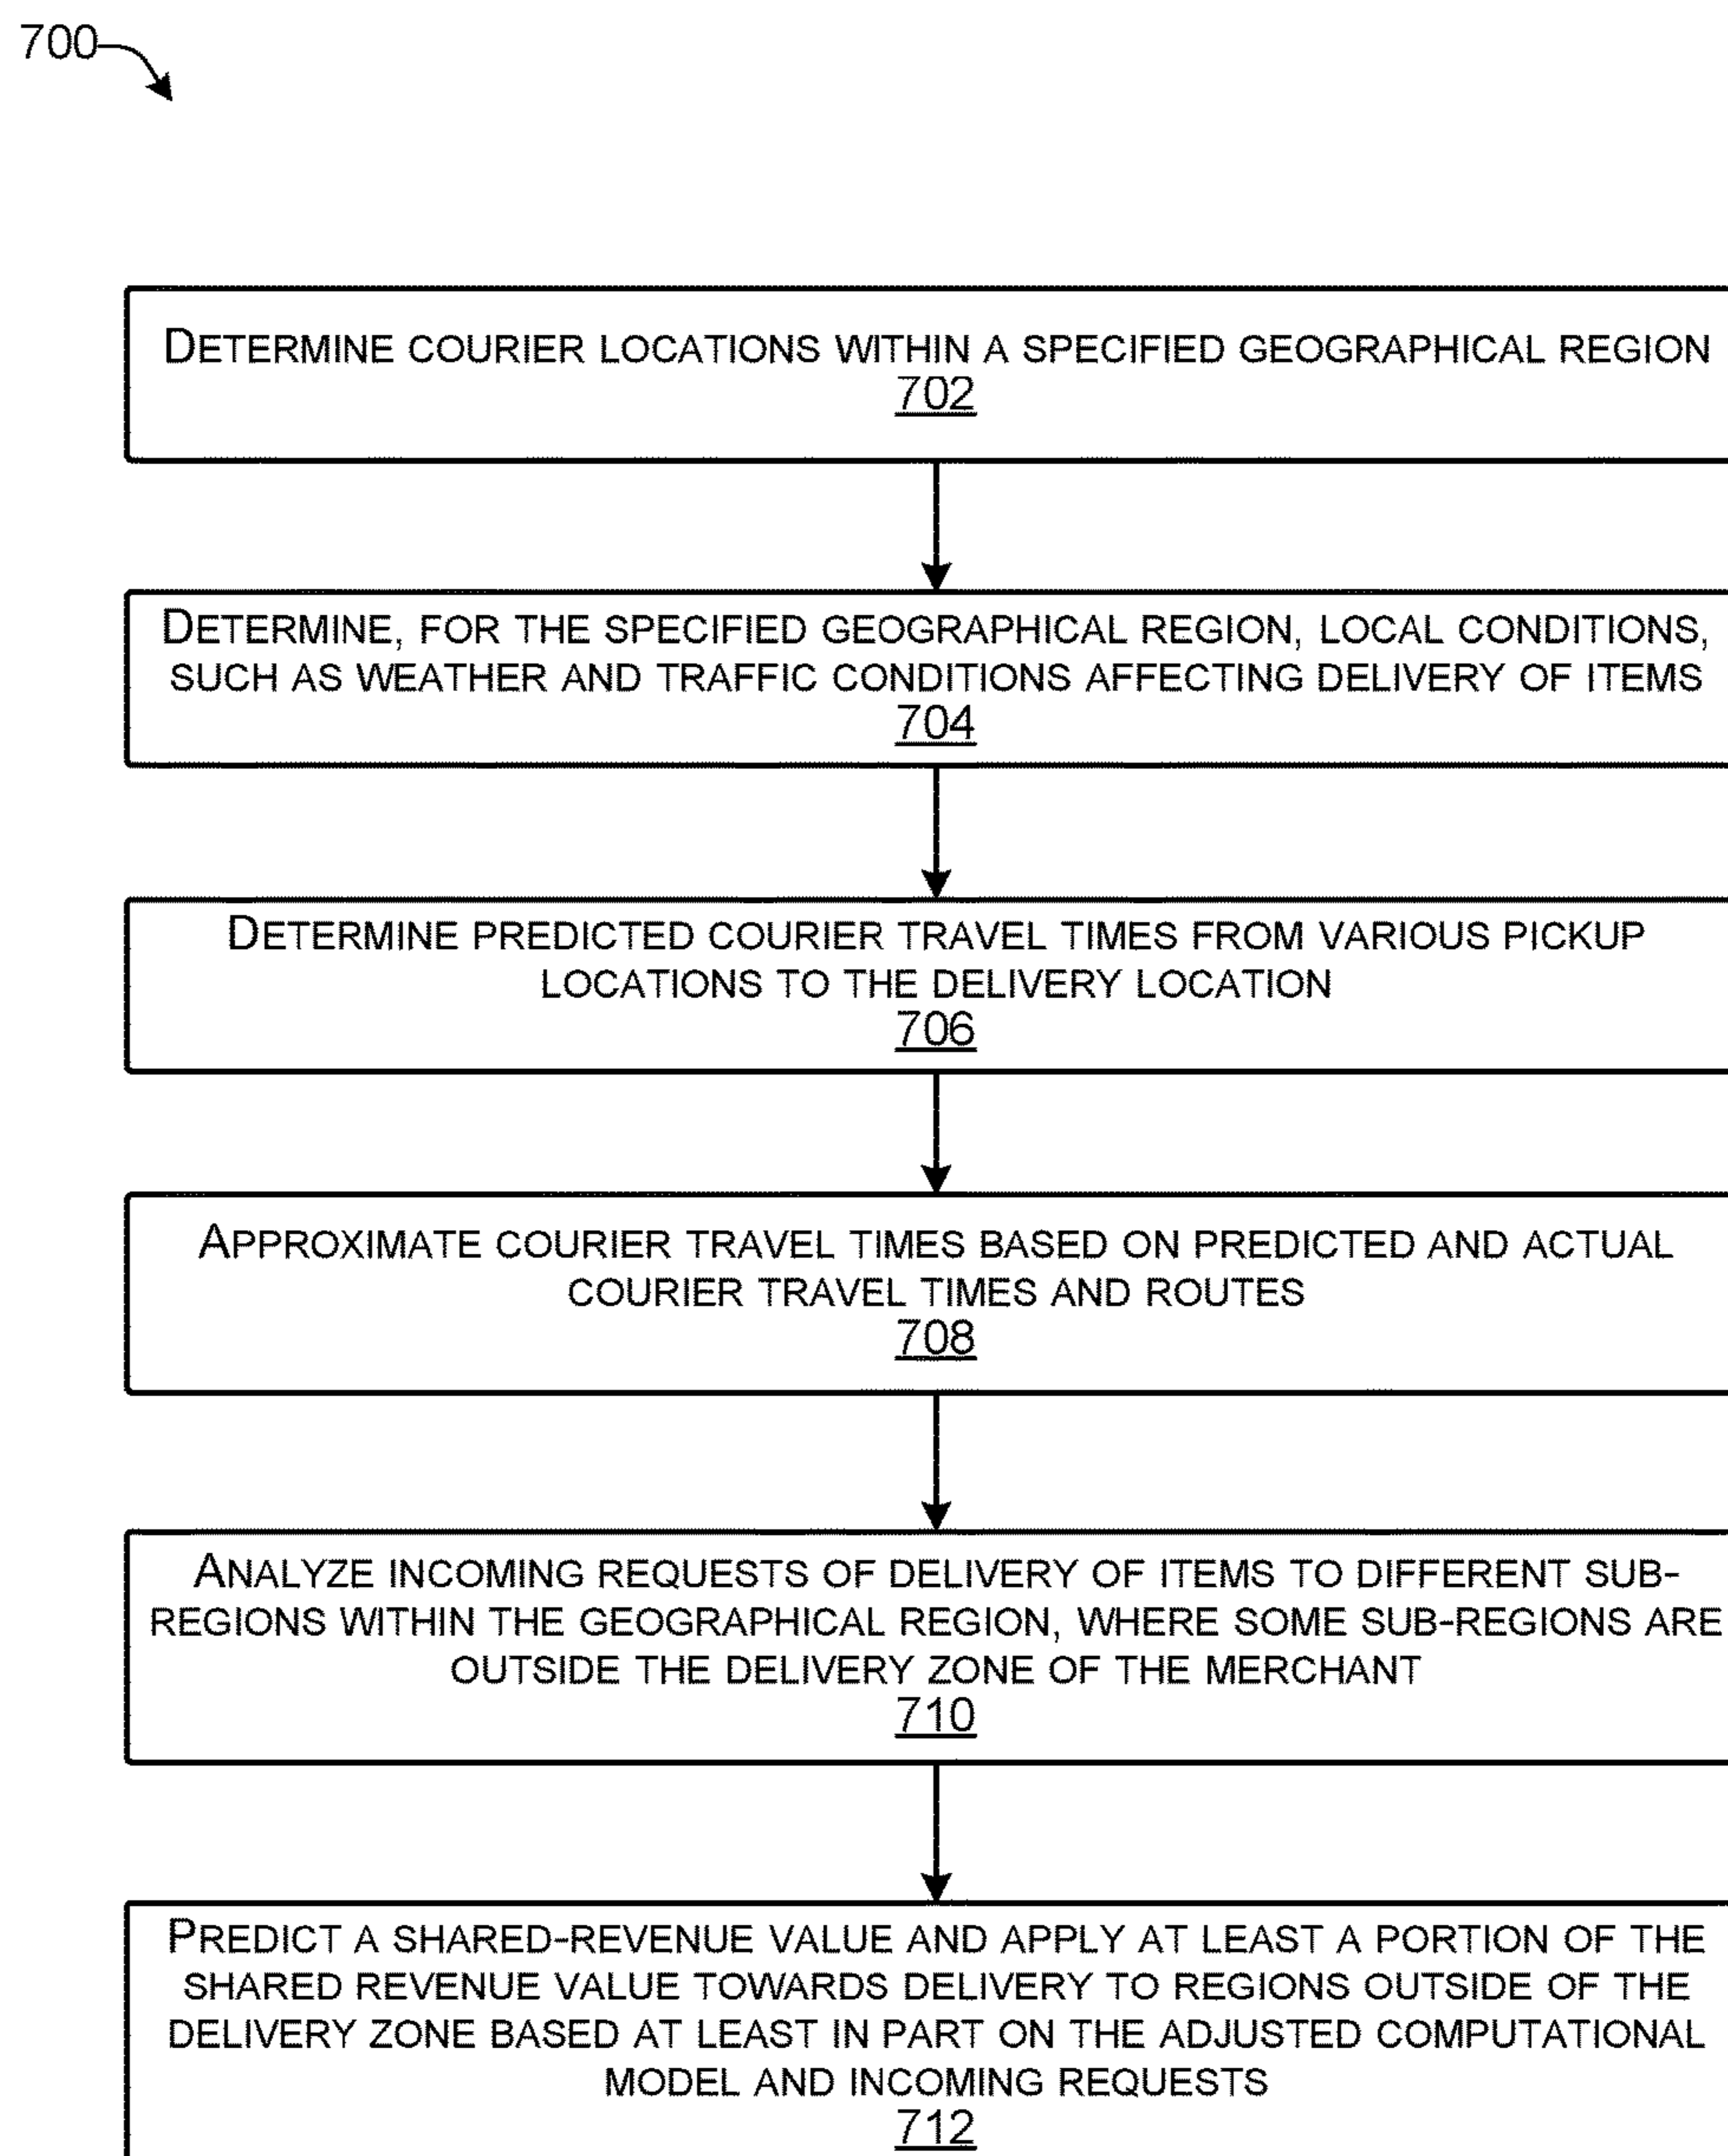 700
DETERMINE COURIER LOCATIONS WITHIN A SPECIFIED GEOGRAPHICAL REGION
702
DETERMINE, FOR THE SPECIFIED GEOGRAPHICAL REGION, LOCAL CONDITIONS,
SUCH AS WEATHER AND TRAFFIC CONDITIONS AFFECTING DELIVERY OF ITEMS
704
DETERMINE PREDICTED COURIER TRAVEL TIMES FROM VARIOUS PICKUP
LOCATIONS TO THE DELIVERY LOCATION
706
APPROXIMATE COURIER TRAVEL TIMES BASED ON PREDICTED AND ACTUAL
COURIER TRAVEL TIMES AND ROUTES
708
ANALYZE INCOMING REQUESTS OF DELIVERY OF ITEMS TO DIFFERENT SUB-
REGIONS WITHIN THE GEOGRAPHICAL REGION, WHERE SOME SUB-REGIONS ARE
OUTSIDE THE DELIVERY ZONE OF THE MERCHANT
710
PREDICT A SHARED-REVENUE VALUE AND APPLY AT LEAST A PORTION OF THE
SHARED REVENUE VALUE TOWARDS DELIVERY TO REGIONS OUTSIDE OF THE
DELIVERY ZONE BASED AT LEAST IN PART ON THE ADJUSTED COMPUTATIONAL
MODEL AND INCOMING REQUESTS
712